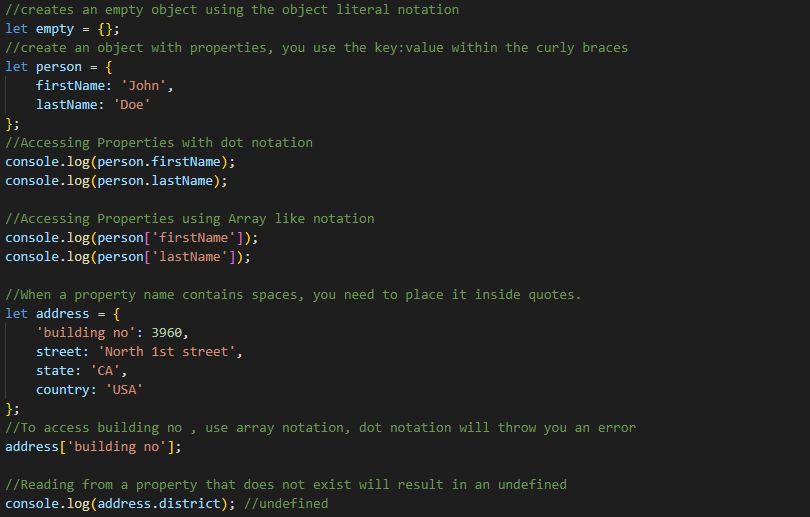 //creates an empty object using the object literal notation
let empty = {};
//create an object with properties, you use the key:value within the curly braces
let person = {
    firstName: 'John',
    lastName: 'Doe'
};
//Accessing Properties with dot notation
console.log(person.firstName);
console.log(person.lastName);

//Accessing Properties using Array like notation
console.log(person['firstName']);
console.log(person['lastName']);

//When a property name contains spaces, you need to place it inside quotes.
let address = {
    'building no': 3960,
    street: 'North 1st street',
    state: 'CA',
    country: 'USA'
};
//To access building no , use array notation, dot notation will throw you an error
address['building no'];

//Reading from a property that does not exist will result in an undefined
console.log(address.district); //undefined